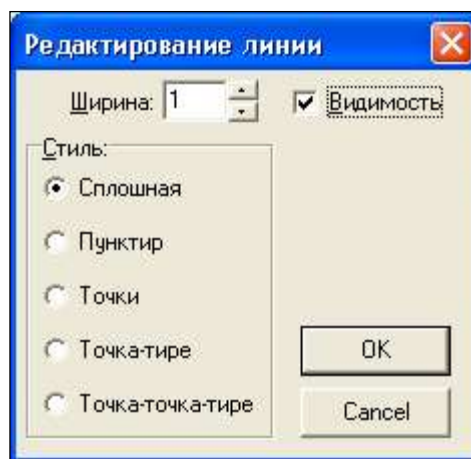 Редактирование линии
Ширина: 1 Видимость
Стиль:
Сплошная
Пунктир
Точки
Точка-тире
Точка-точка-тире
OK
Cancel